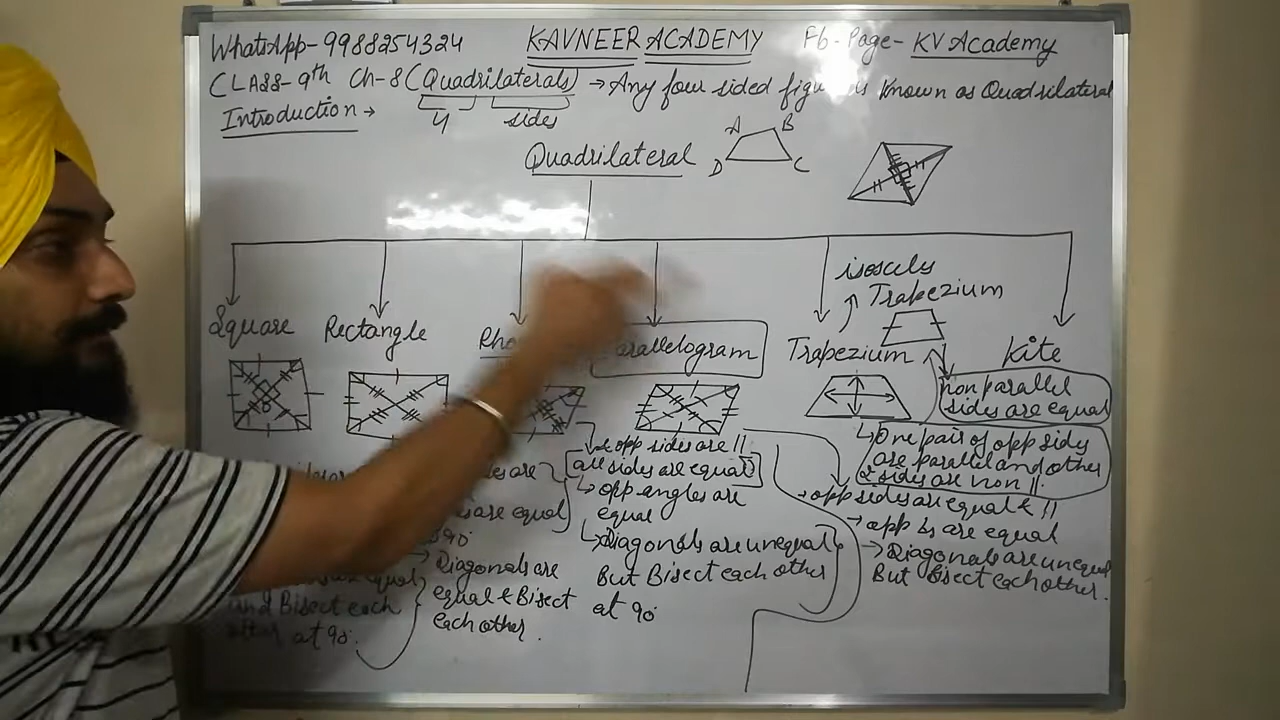 WhatsApp-9988254324 KAVNEER ACADEMY Fb-Page- KV Academy
CLASS-9th Ch-8 (Quadrilaterals) → Any four sided is known as Quadrilateral
Introduction → 4 sides
Quadrilateral
A B
D C
isosceles
Trapezium
Square Rectangle Parallelogram Trapezium Kite
non parallel
sides are equal
One pair of opp sides
are parallel and other
2 sides are non ||.
opp sides are ||
all sides are equal
opp angles are
equal
Diagonals are unequal
But Bisect each other
at 90°
→ opp sides are equal & ||
→ opp ∠s are equal
→ Diagonals are unequal
But Bisect each other.
are equal
90°
→ Diagonals are
equal & Bisect
each other.
are equal
and Bisect each
other at 90°.